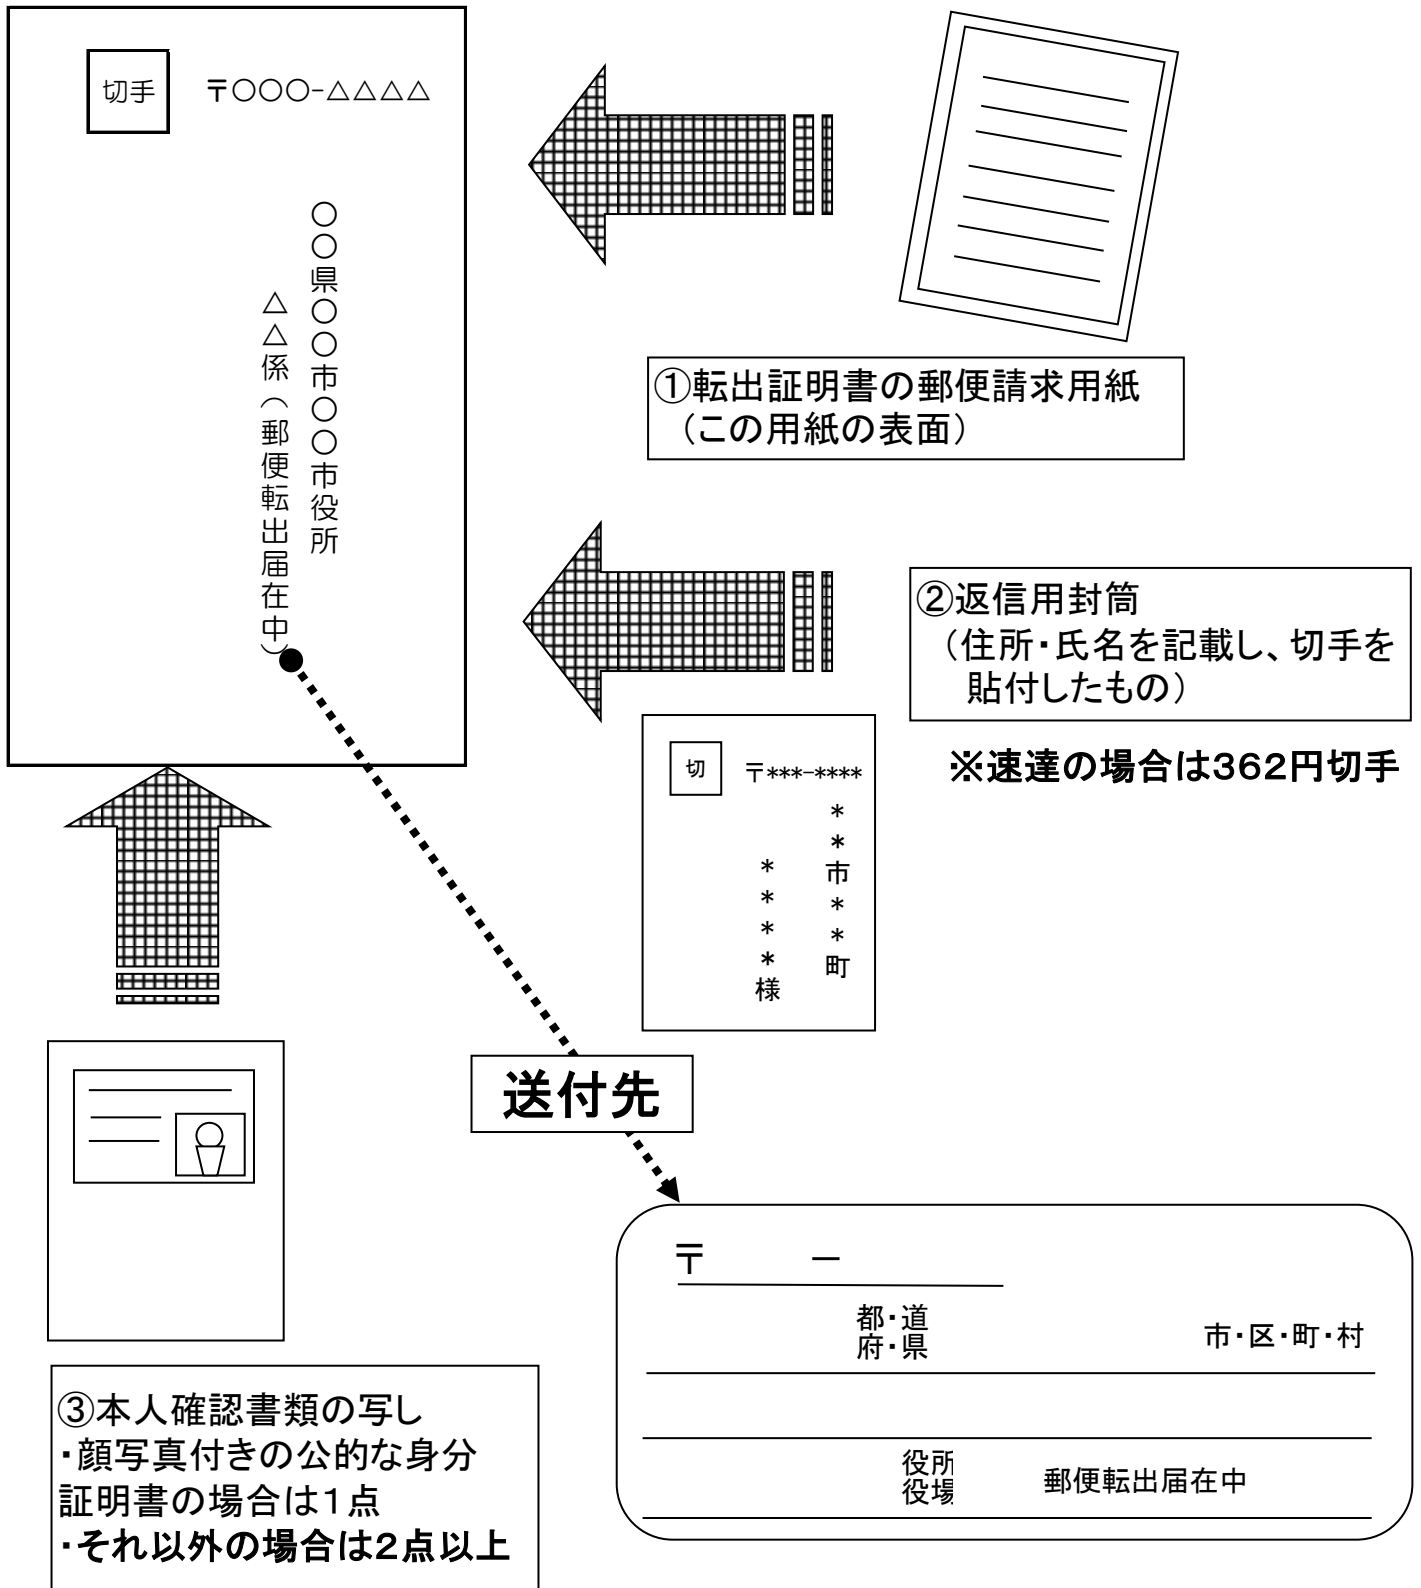 切手
〒〇〇〇-△△△△
〇〇県〇〇市〇〇市役所
△△係(郵便転出届在中)
①転出証明書の郵便請求用紙
(この用紙の表面)
②返信用封筒
(住所・氏名を記載し、切手を
貼付したもの)
※速達の場合は362円切手
切
〒***-****
**市**町
****様
送付先
〒 -
都・道
府・県
市・区・町・村
役所
役場
郵便転出届在中
③本人確認書類の写し
・顔写真付きの公的な身分
証明書の場合は1点
・それ以外の場合は2点以上